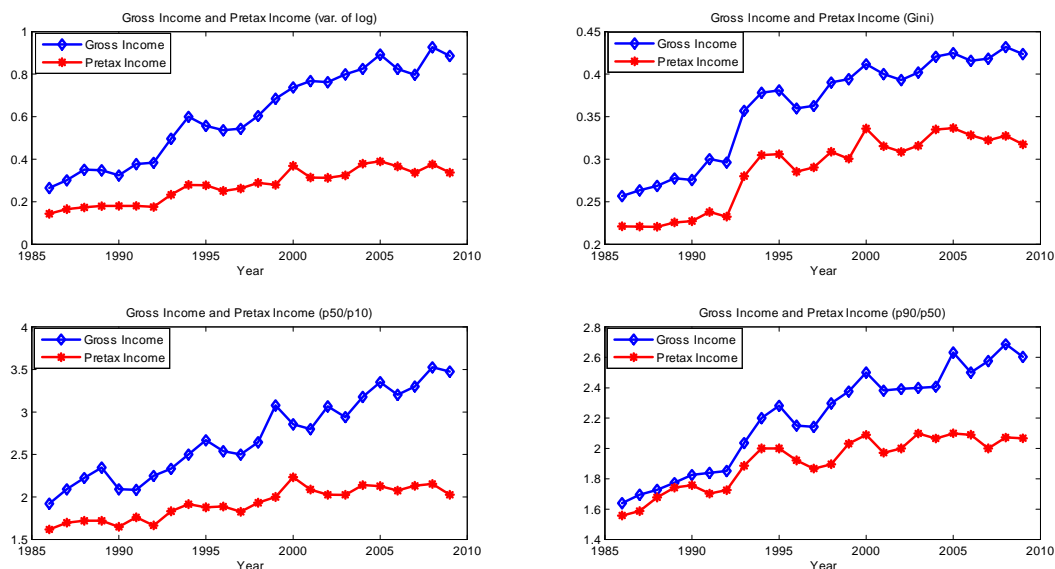 Gross Income and Pretax Income (var. of log)
1
0.8
0.6
0.4
0.2
0
Gross Income
Pretax Income
1985 1990 1995 2000 2005 2010
Year
Gross Income and Pretax Income (Gini)
0.45
0.4
0.35
0.3
0.25
0.2
Gross Income
Pretax Income
1985 1990 1995 2000 2005 2010
Year
Gross Income and Pretax Income (p50/p10)
4
3.5
3
2.5
2
1.5
Gross Income
Pretax Income
1985 1990 1995 2000 2005 2010
Year
Gross Income and Pretax Income (p90/p50)
2.8
2.6
2.4
2.2
2
1.8
1.6
1.4
Gross Income
Pretax Income
1985 1990 1995 2000 2005 2010
Year